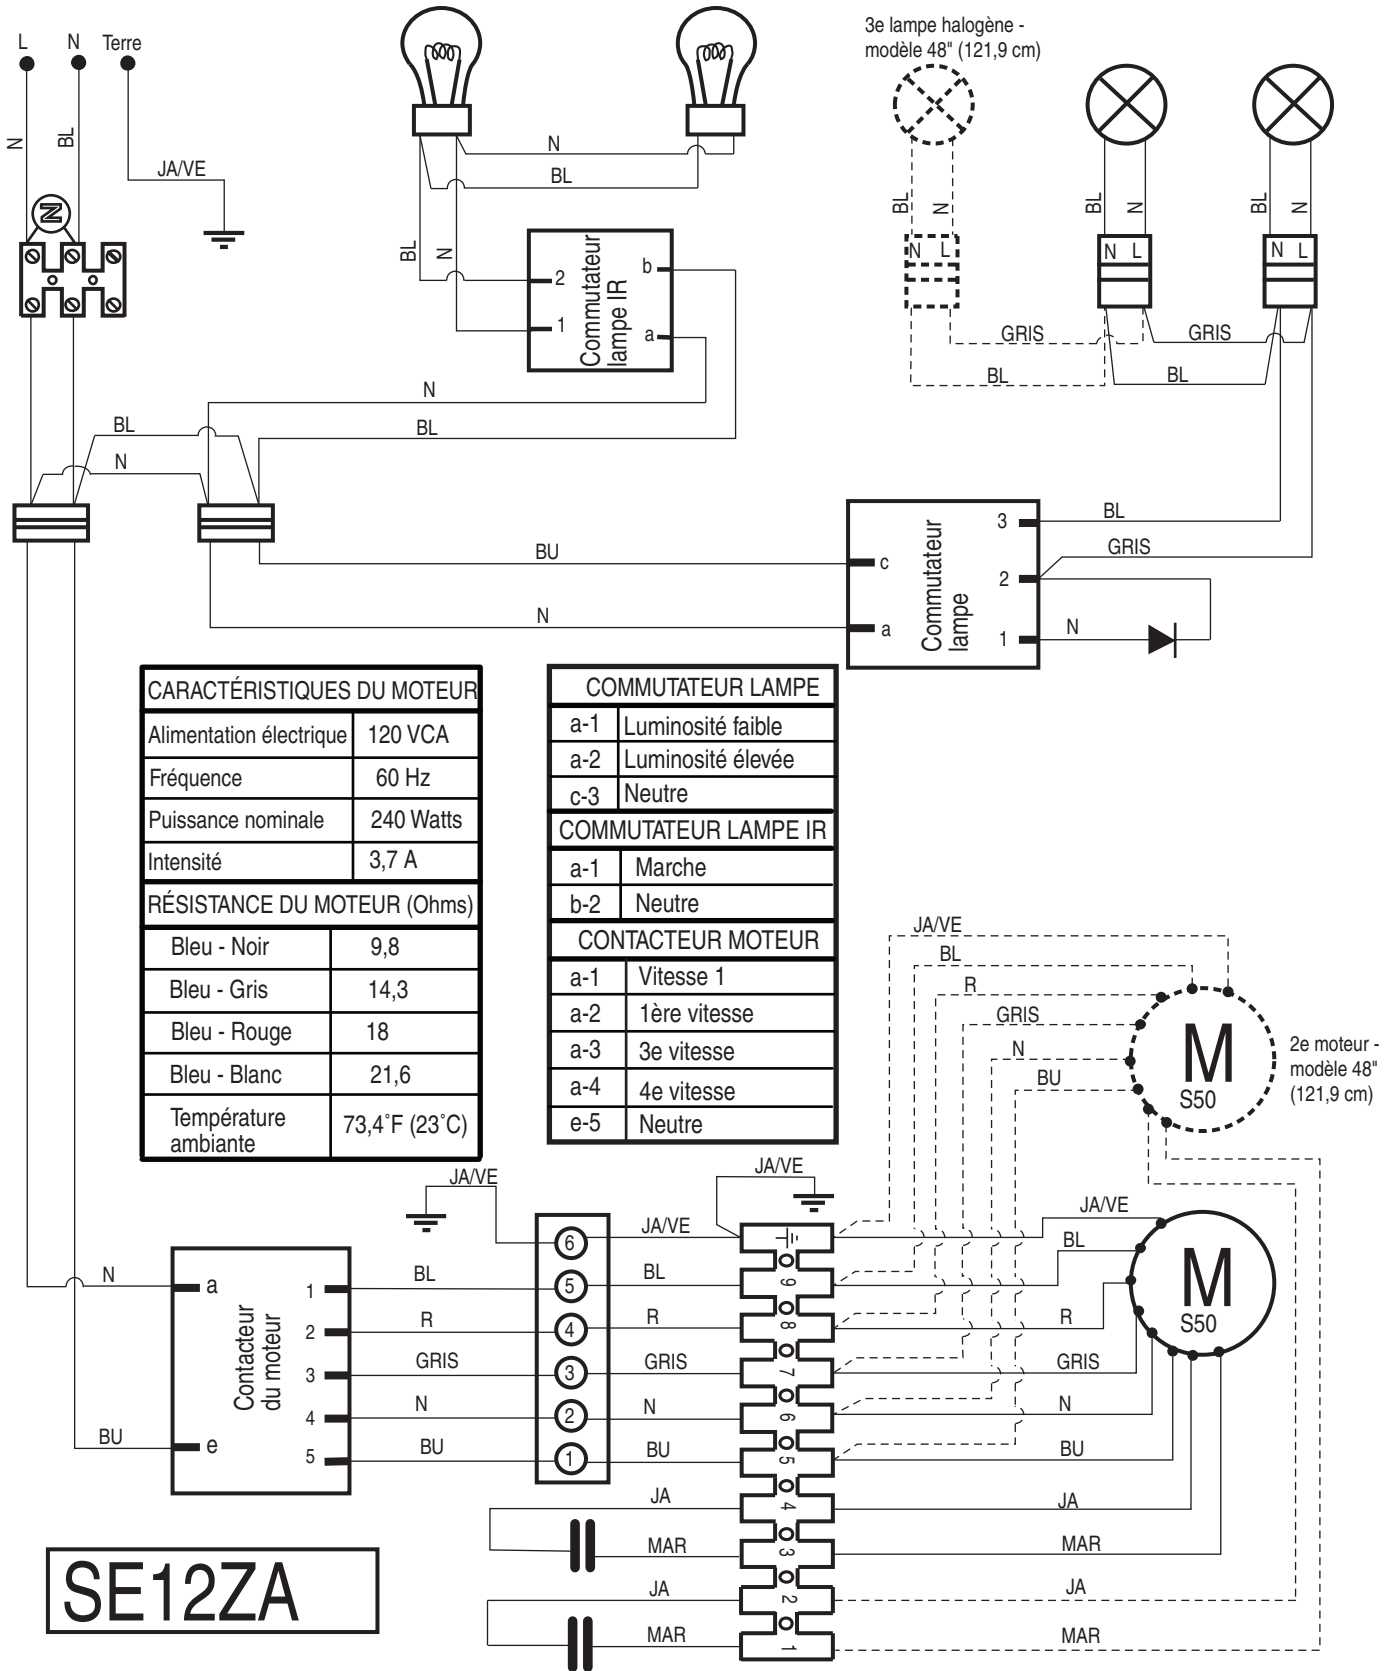 L N Terre
3e lampe halogène -
modèle 48" (121,9 cm)
N BL
JA/VE
N
N
BL
BL N
Commutateur
lampe IR
2
1
b
a
BL N
BL N
BL N
N L
N L
N L
GRIS
GRIS
BL
BL
N
BL
BL
N
BU
N
Commutateur
lampe
c
a
3
2
1
BL
GRIS
N
CARACTÉRISTIQUES DU MOTEUR
Alimentation électrique 120 VCA
Fréquence 60 Hz
Puissance nominale 240 Watts
Intensité 3,7 A
RÉSISTANCE DU MOTEUR (Ohms)
Bleu - Noir 9,8
Bleu - Gris 14,3
Bleu - Rouge 18
Bleu - Blanc 21,6
Température
ambiante
73,4˚F (23˚C)
COMMUTATEUR LAMPE
a-1 Luminosité faible
a-2 Luminosité élevée
c-3 Neutre
COMMUTATEUR LAMPE IR
a-1 Marche
b-2 Neutre
CONTACTEUR MOTEUR
a-1 Vitesse 1
a-2 1ère vitesse
a-3 3e vitesse
a-4 4e vitesse
e-5 Neutre
JA/VE
BL
R
GRIS
N
BU
M
S50
2e moteur -
modèle 48"
(121,9 cm)
JA/VE
JA/VE
JA/VE
JA/VE
N
BU
Contacteur
du moteur
a
e
1
2
3
4
5
BL
R
GRIS
N
BU
6
5
4
3
2
1
BL
R
GRIS
N
BU
JA
MAR
JA
MAR
9
8
7
6
5
4
3
2
1
BL
R
GRIS
N
BU
JA
MAR
JA
MAR
M
S50
SE12ZA